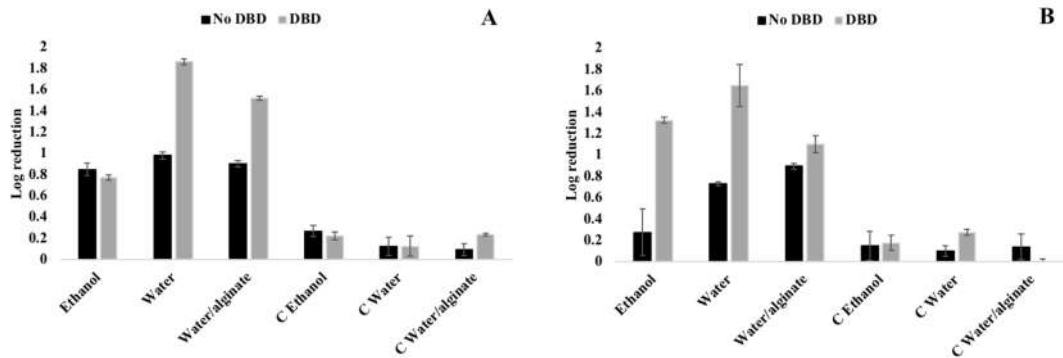 No DBD DBD
A
Log reduction
2
1.8
1.6
1.4
1.2
1
0.8
0.6
0.4
0.2
0
Ethanol
Water
Water/alginate
C Ethanol
C Water
C Water/alginate
No DBD DBD
B
Log reduction
2
1.8
1.6
1.4
1.2
1
0.8
0.6
0.4
0.2
0
Ethanol
Water
Water/alginate
C Ethanol
C Water
C Water/alginate